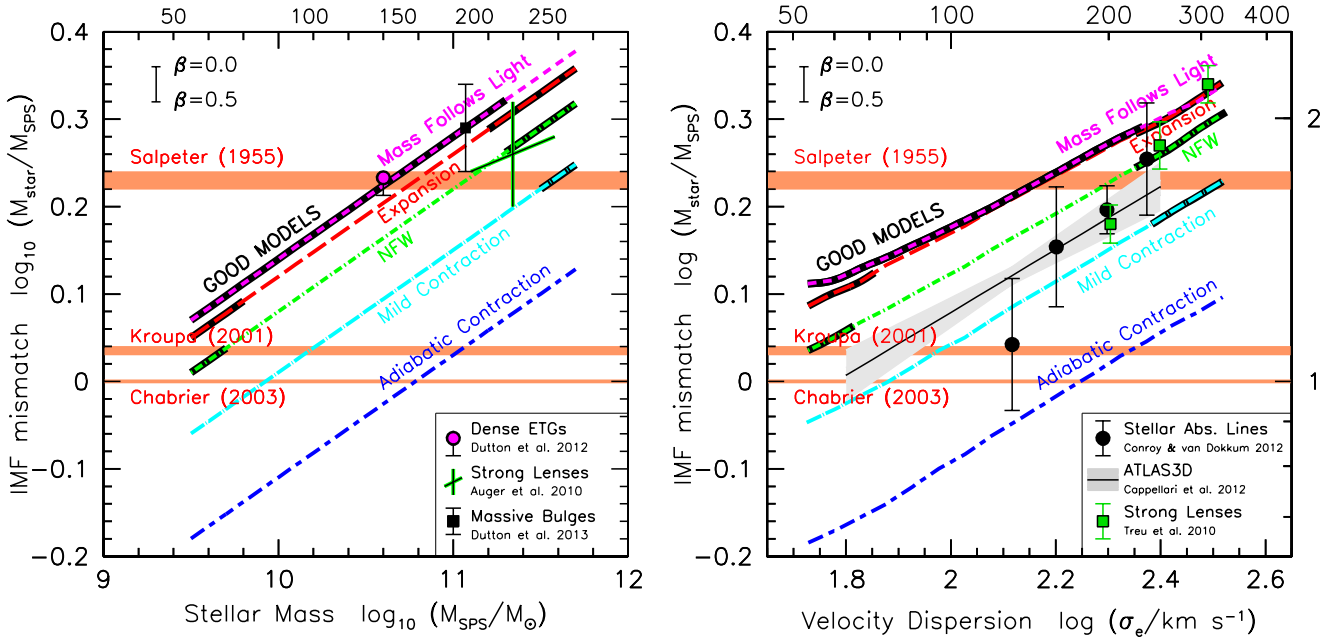 50 100 150 200 250
0.4
0.3
0.2
0.1
0
−0.1
−0.2
9 10 11 12
IMF mismatch log₁₀ (M_star/M_SPS)
Stellar Mass log₁₀ (M_SPS/M_⊙)
β=0.0
β=0.5
Salpeter (1955)
Kroupa (2001)
Chabrier (2003)
GOOD MODELS
Mass Follows Light
Expansion
NFW
Mild Contraction
Adiabatic Contraction
Dense ETGs
Dutton et al. 2012
Strong Lenses
Auger et al. 2010
Massive Bulges
Dutton et al. 2013
50 100 200 300 400
0.4
0.3
0.2
0.1
0
−0.1
−0.2
1.8 2 2.2 2.4 2.6
2
1
IMF mismatch log (M_star/M_SPS)
Velocity Dispersion log (σ_e/km s⁻¹)
β=0.0
β=0.5
Salpeter (1955)
Kroupa (2001)
Chabrier (2003)
GOOD MODELS
Mass Follows Light
Expansion
NFW
Mild Contraction
Adiabatic Contraction
Stellar Abs. Lines
Conroy & van Dokkum 2012
ATLAS3D
Cappellari et al. 2012
Strong Lenses
Treu et al. 2010